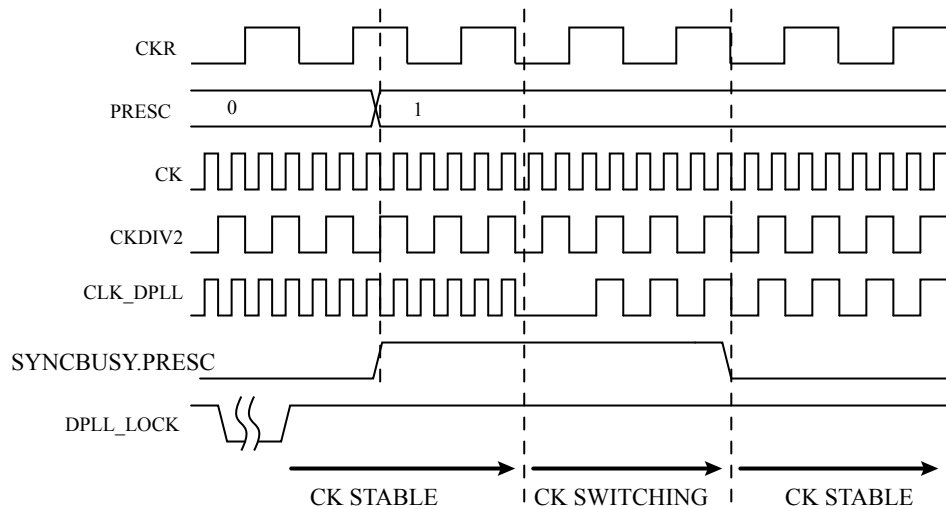 CKR
PRESC 0 1
CK
CKDIV2
CLK_DPLL
SYNCBUSY.PRESC
DPLL_LOCK
CK STABLE CK SWITCHING CK STABLE